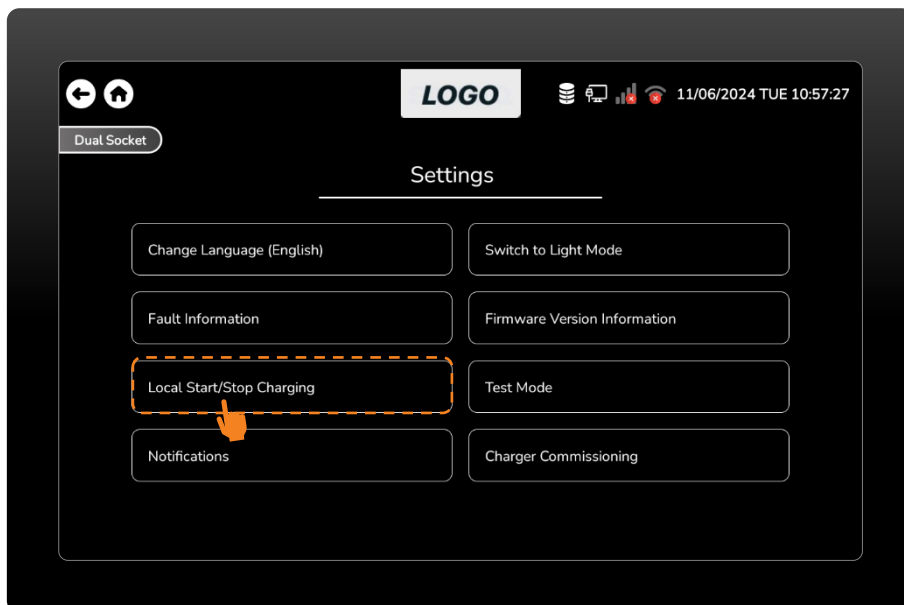 LOGO
11/06/2024 TUE 10:57:27
Dual Socket
Settings
Change Language (English)
Switch to Light Mode
Fault Information
Firmware Version Information
Local Start/Stop Charging
Test Mode
Notifications
Charger Commissioning